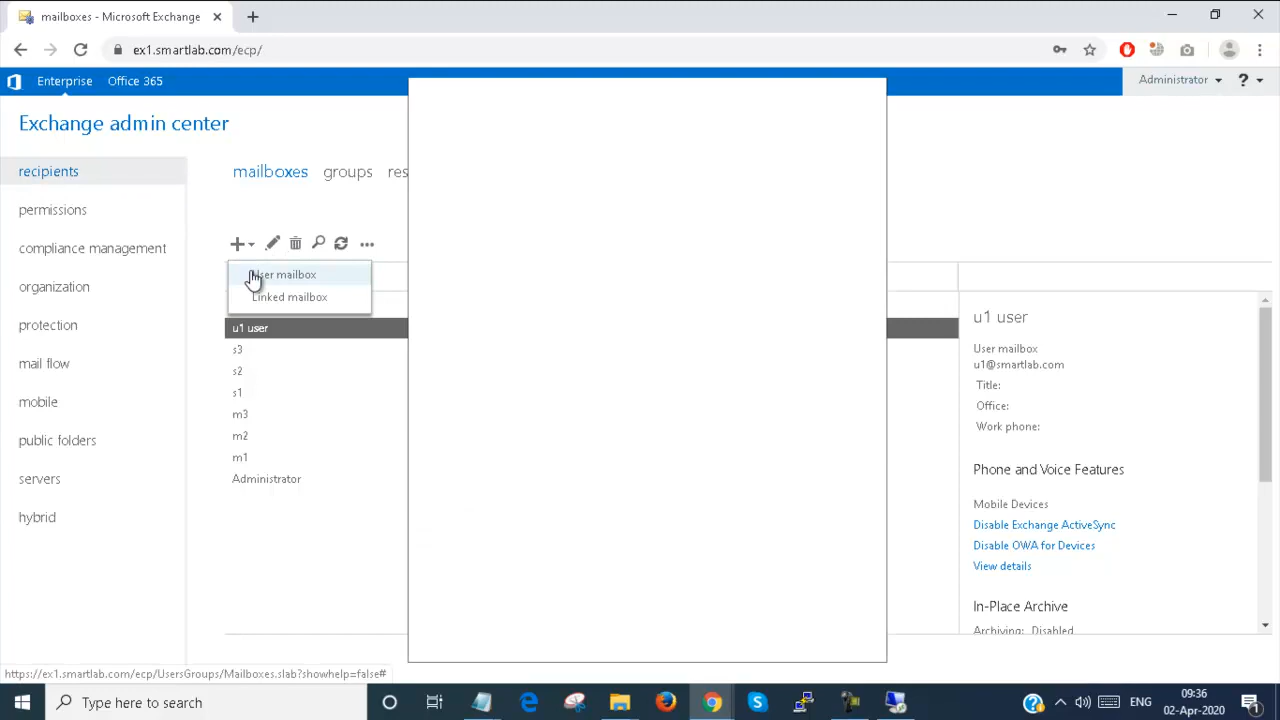 mailboxes - Microsoft Exchange
ex1.smartlab.com/ecp/
Enterprise Office 365
Administrator ?
Exchange admin center
recipients
permissions
compliance management
organization
protection
mail flow
mobile
public folders
servers
hybrid
mailboxes groups res
User mailbox
Linked mailbox
u1 user
s3
s2
s1
m3
m2
m1
Administrator
u1 user
User mailbox
u1@smartlab.com
Title:
Office:
Work phone:
Phone and Voice Features
Mobile Devices
Disable Exchange ActiveSync
Disable OWA for Devices
View details
In-Place Archive
Archiving: Disabled
https://ex1.smartlab.com/ecp/UsersGroups/Mailboxes.slab?showhelp=false#
Type here to search
ENG
09:36
02-Apr-2020